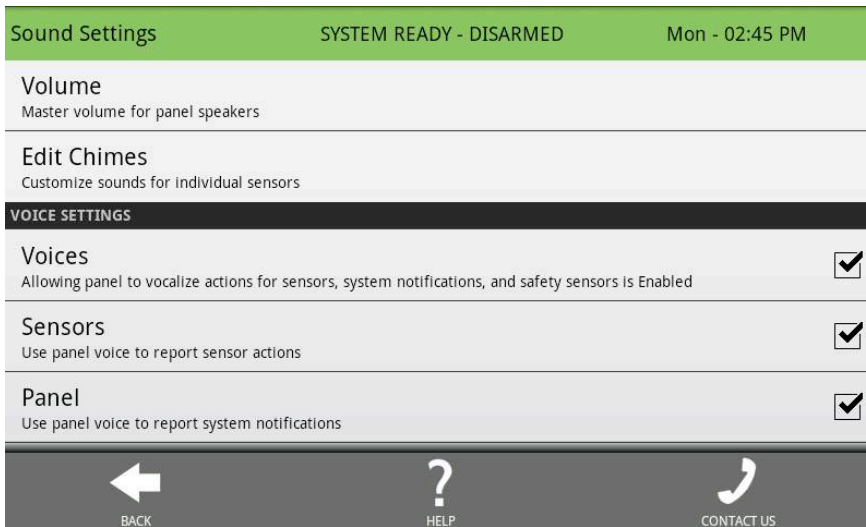 Sound Settings SYSTEM READY - DISARMED Mon - 02:45 PM
Volume
Master volume for panel speakers
Edit Chimes
Customize sounds for individual sensors
VOICE SETTINGS
Voices
Allowing panel to vocalize actions for sensors, system notifications, and safety sensors is Enabled
Sensors
Use panel voice to report sensor actions
Panel
Use panel voice to report system notifications
BACK HELP CONTACT US